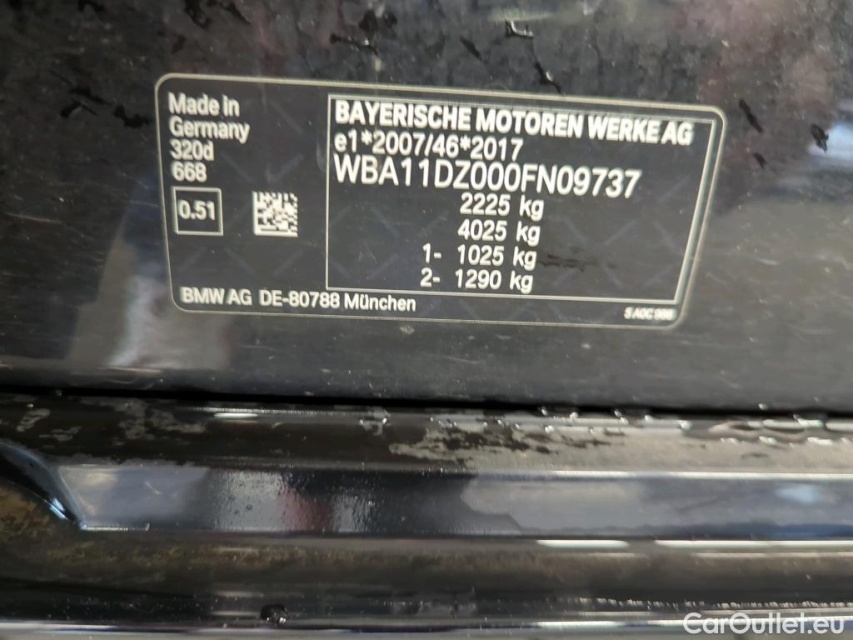 Made in
Germany
320d
668
0.51
BAYERISCHE MOTOREN WERKE AG
e1*2007/46*2017
WBA11DZ000FN09737
2225 kg
4025 kg
1- 1025 kg
2- 1290 kg
BMW AG DE-80788 München
CarOutlet.eu